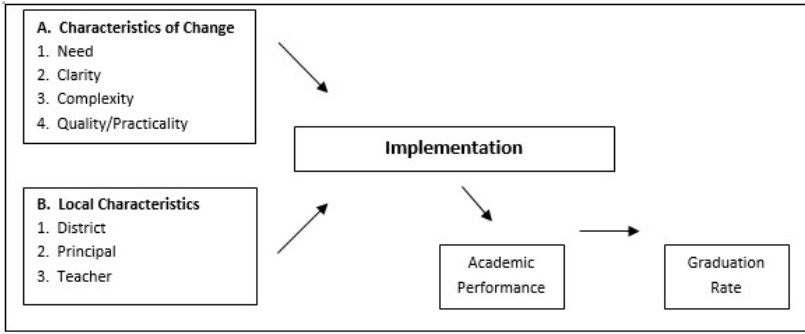 A. Characteristics of Change
1. Need
2. Clarity
3. Complexity
4. Quality/Practicality
Implementation
B. Local Characteristics
1. District
2. Principal
3. Teacher
Academic
Performance
Graduation
Rate